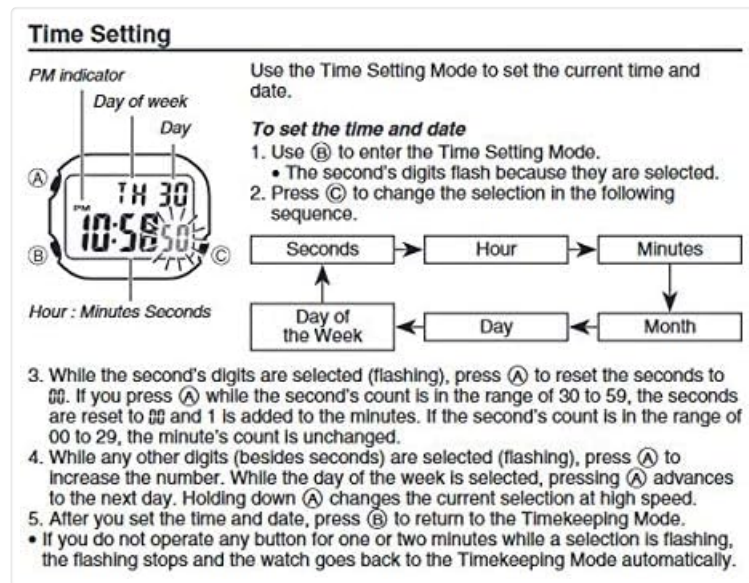 Time Setting
PM indicator
Day of week
Day
A
B
C
PM
TH 30
10:58 50
Hour : Minutes Seconds
Use the Time Setting Mode to set the current time and
date.
To set the time and date
1. Use Ⓑ to enter the Time Setting Mode.
• The second's digits flash because they are selected.
2. Press Ⓒ to change the selection in the following
sequence.
Seconds
Hour
Minutes
Month
Day
Day of
the Week
3. While the second's digits are selected (flashing), press Ⓐ to reset the seconds to
00. If you press Ⓐ while the second's count is in the range of 30 to 59, the seconds
are reset to 00 and 1 is added to the minutes. If the second's count is in the range of
00 to 29, the minute's count is unchanged.
4. While any other digits (besides seconds) are selected (flashing), press Ⓐ to
increase the number. While the day of the week is selected, pressing Ⓐ advances
to the next day. Holding down Ⓐ changes the current selection at high speed.
5. After you set the time and date, press Ⓑ to return to the Timekeeping Mode.
• If you do not operate any button for one or two minutes while a selection is flashing,
the flashing stops and the watch goes back to the Timekeeping Mode automatically.